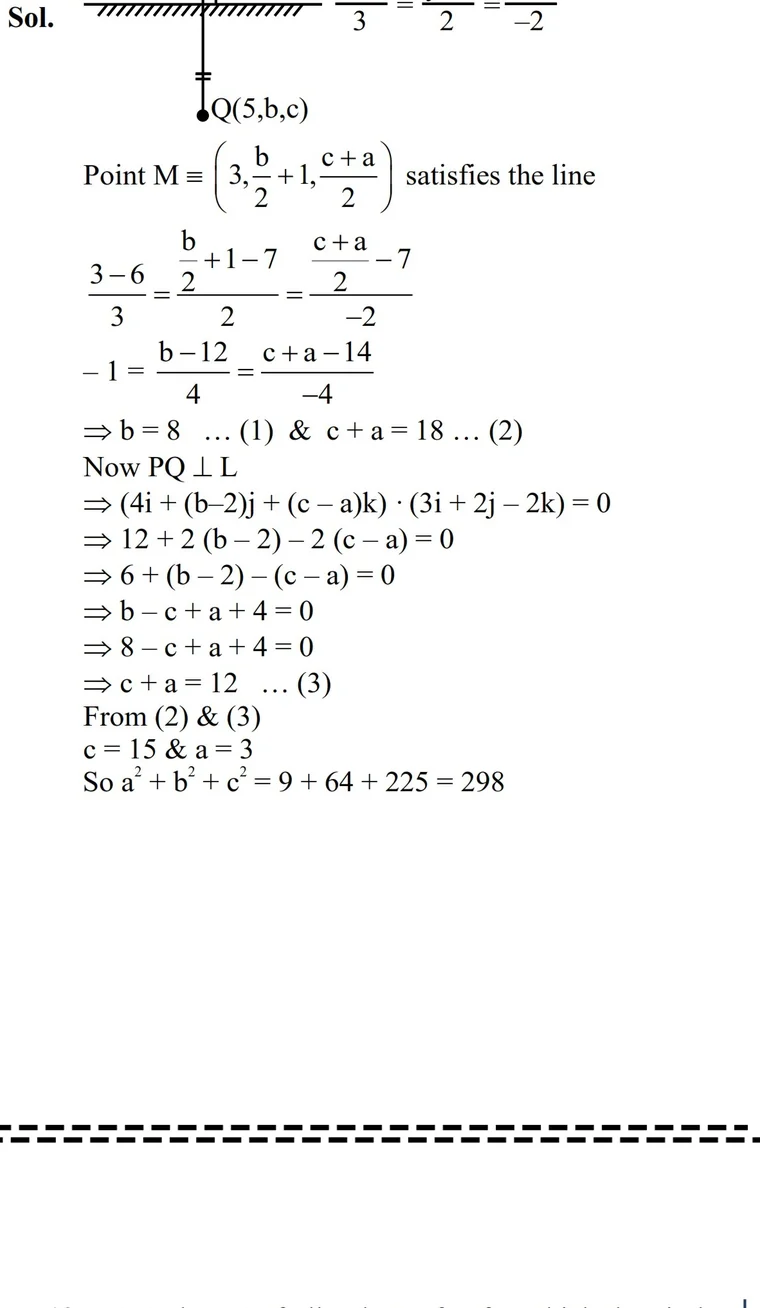 Sol.
3 = 2 = –2
Q(5,b,c)
Point M ≡ (3, b/2 + 1, (c + a)/2) satisfies the line
(3 – 6)/3 = (b/2 + 1 – 7)/2 = ((c + a)/2 – 7)/–2
– 1 = (b – 12)/4 = (c + a – 14)/–4
⇒ b = 8 … (1) & c + a = 18 … (2)
Now PQ ⊥ L
⇒ (4i + (b–2)j + (c – a)k) · (3i + 2j – 2k) = 0
⇒ 12 + 2 (b – 2) – 2 (c – a) = 0
⇒ 6 + (b – 2) – (c – a) = 0
⇒ b – c + a + 4 = 0
⇒ 8 – c + a + 4 = 0
⇒ c + a = 12 … (3)
From (2) & (3)
c = 15 & a = 3
So a² + b² + c² = 9 + 64 + 225 = 298